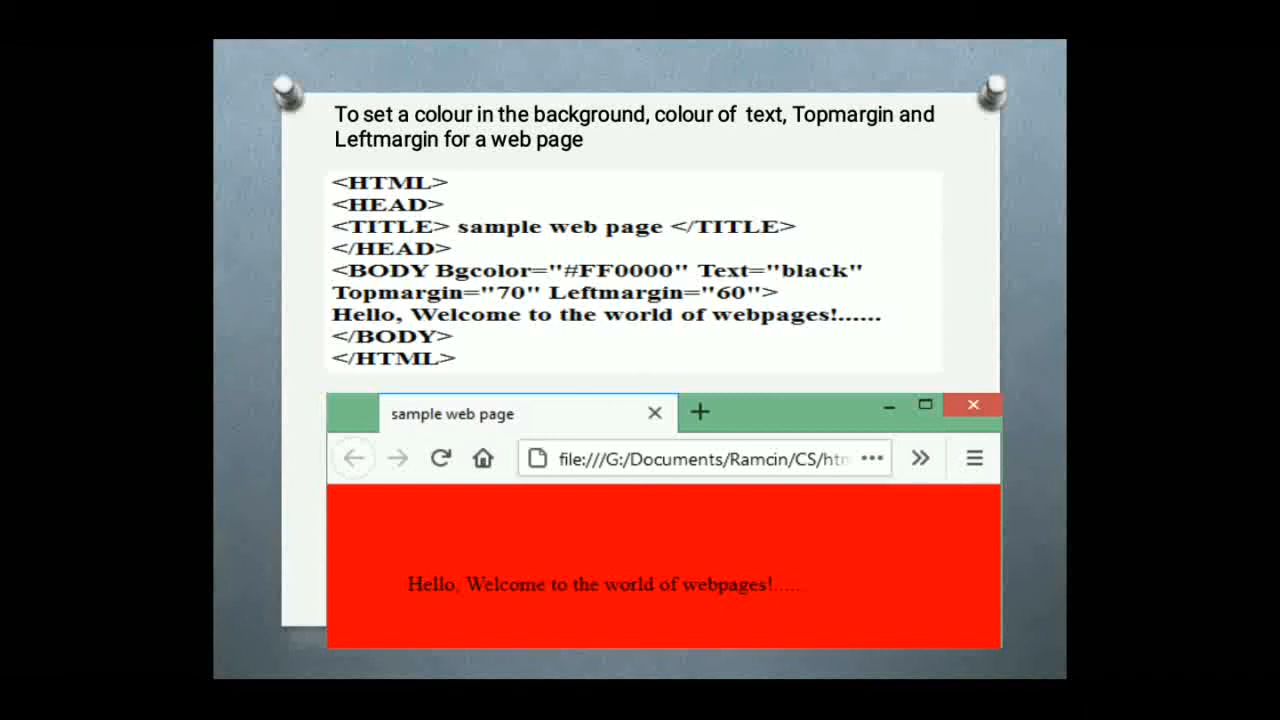 To set a colour in the background, colour of text, Topmargin and
Leftmargin for a web page
<HTML>
<HEAD>
<TITLE> sample web page </TITLE>
</HEAD>
<BODY Bgcolor="#FF0000" Text="black"
Topmargin="70" Leftmargin="60">
Hello, Welcome to the world of webpages!......
</BODY>
</HTML>
sample web page
file:///G:/Documents/Ramcin/CS/htm
Hello, Welcome to the world of webpages!......